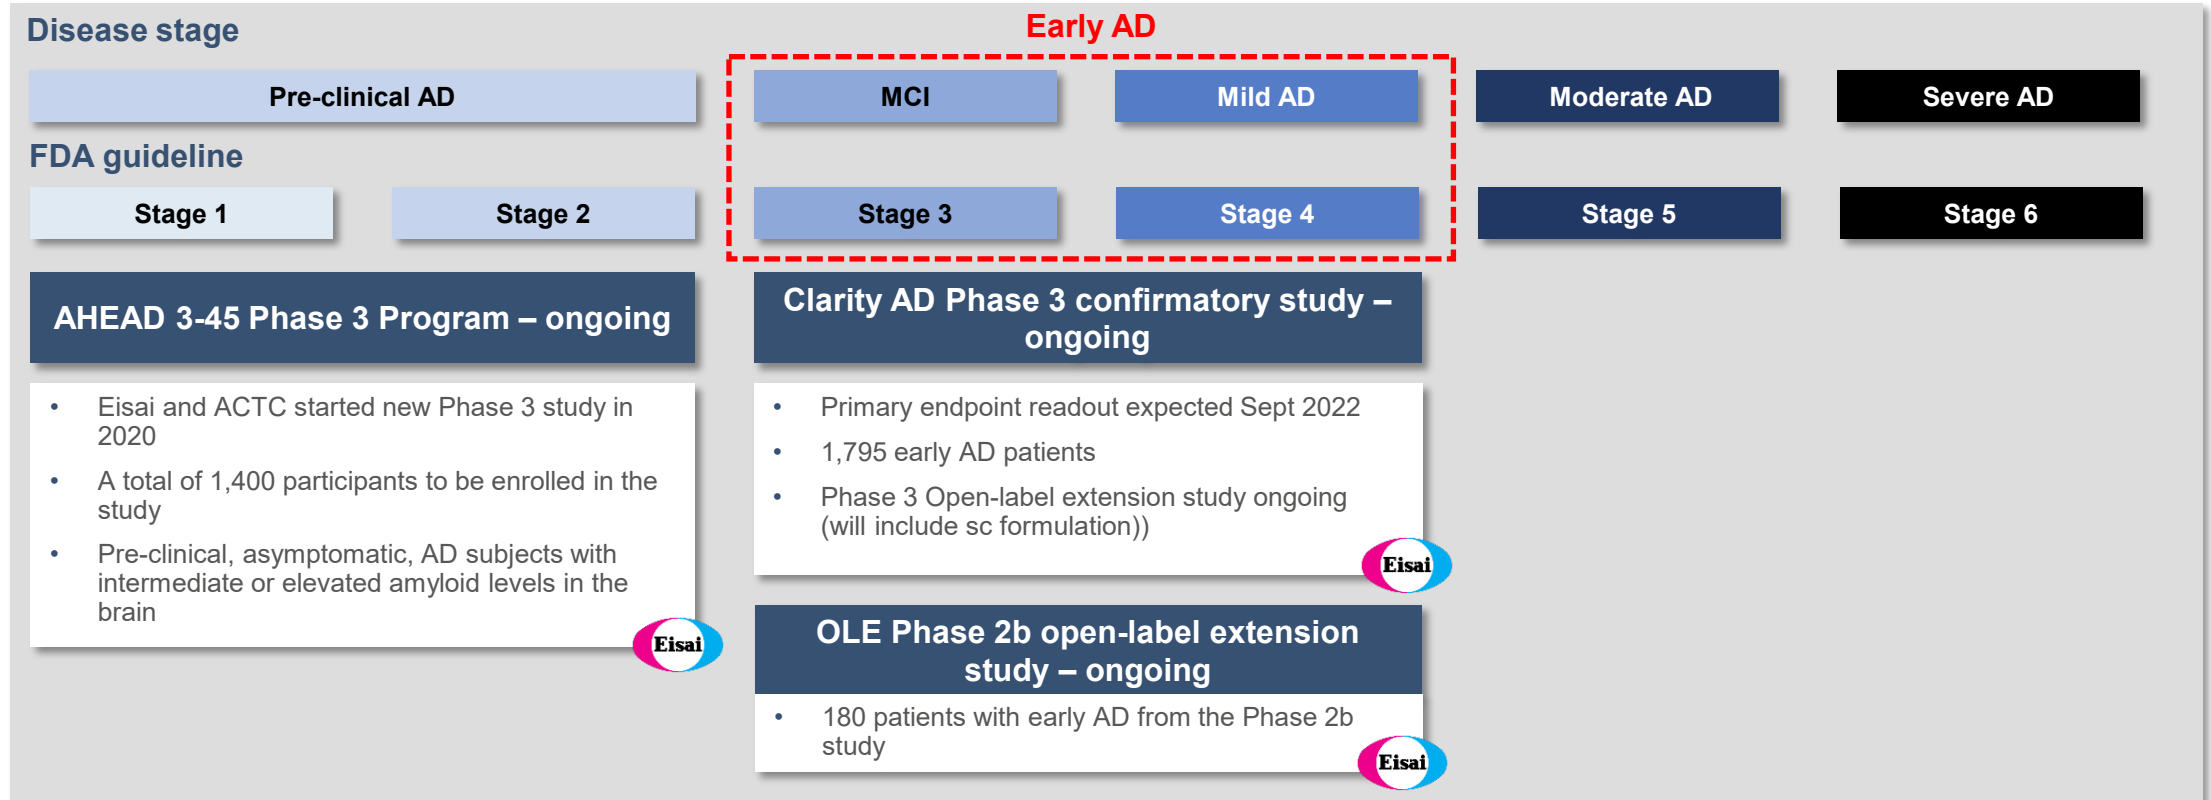 Disease stage
Early AD
Pre-clinical AD
MCI
Mild AD
Moderate AD
Severe AD
FDA guideline
Stage 1
Stage 2
Stage 3
Stage 4
Stage 5
Stage 6
AHEAD 3-45 Phase 3 Program – ongoing
• Eisai and ACTC started new Phase 3 study in
2020
• A total of 1,400 participants to be enrolled in the
study
• Pre-clinical, asymptomatic, AD subjects with
intermediate or elevated amyloid levels in the
brain
Eisai
Clarity AD Phase 3 confirmatory study –
ongoing
• Primary endpoint readout expected Sept 2022
• 1,795 early AD patients
• Phase 3 Open-label extension study ongoing
(will include sc formulation))
Eisai
OLE Phase 2b open-label extension
study – ongoing
• 180 patients with early AD from the Phase 2b
study
Eisai